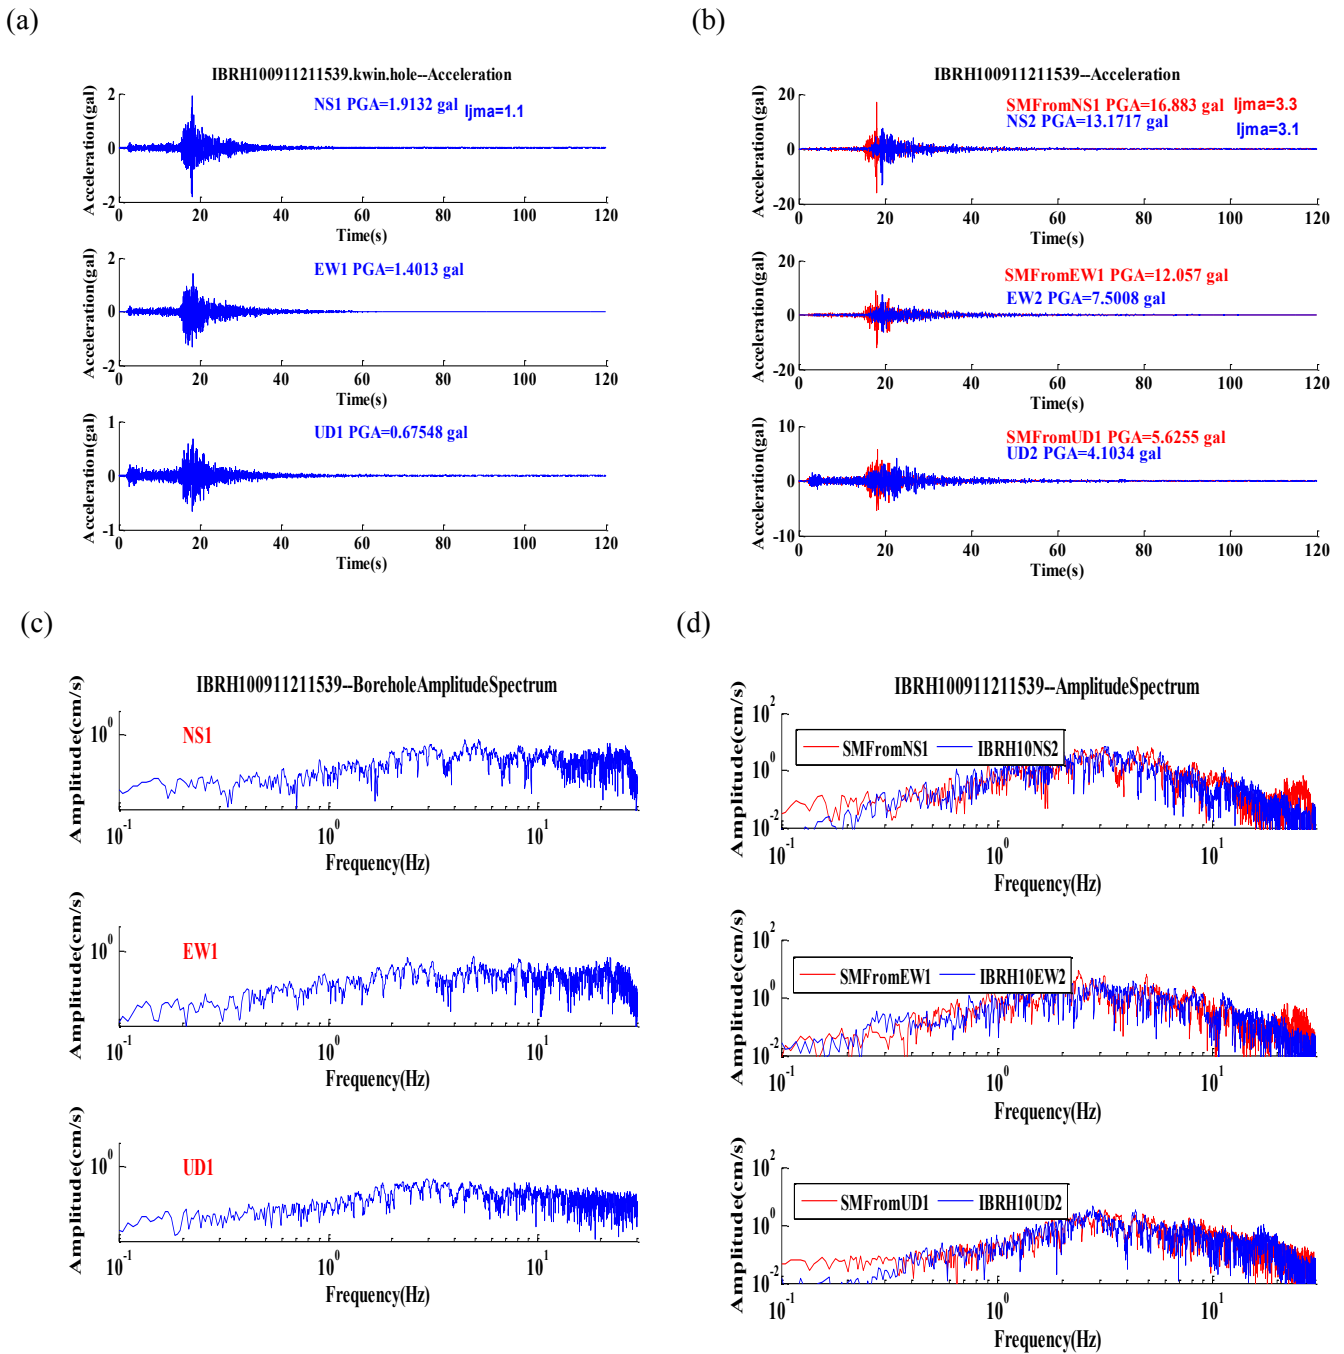 (a)
IBRH100911211539.kwin.hole--Acceleration
Acceleration(gal)
2
0
-2
NS1 PGA=1.9132 gal
Ijma=1.1
0 20 40 60 80 100 120
Time(s)
Acceleration(gal)
2
0
-2
EW1 PGA=1.4013 gal
0 20 40 60 80 100 120
Time(s)
Acceleration(gal)
1
0
-1
UD1 PGA=0.67548 gal
0 20 40 60 80 100 120
Time(s)
(b)
IBRH100911211539--Acceleration
Acceleration(gal)
20
0
-20
SMFromNS1 PGA=16.883 gal
Ijma=3.3
NS2 PGA=13.1717 gal
Ijma=3.1
0 20 40 60 80 100 120
Time(s)
Acceleration(gal)
20
0
-20
SMFromEW1 PGA=12.057 gal
EW2 PGA=7.5008 gal
0 20 40 60 80 100 120
Time(s)
Acceleration(gal)
10
0
-10
SMFromUD1 PGA=5.6255 gal
UD2 PGA=4.1034 gal
0 20 40 60 80 100 120
Time(s)
(c)
IBRH100911211539--BoreholeAmplitudeSpectrum
Amplitude(cm/s)
10^0
NS1
10^-1 10^0 10^1
Frequency(Hz)
Amplitude(cm/s)
10^0
EW1
10^-1 10^0 10^1
Frequency(Hz)
Amplitude(cm/s)
10^0
UD1
10^-1 10^0 10^1
Frequency(Hz)
(d)
IBRH100911211539--AmplitudeSpectrum
Amplitude(cm/s)
10^2
10^0
10^-2
SMFromNS1 IBRH10NS2
10^-1 10^0 10^1
Frequency(Hz)
Amplitude(cm/s)
10^2
10^0
10^-2
SMFromEW1 IBRH10EW2
10^-1 10^0 10^1
Frequency(Hz)
Amplitude(cm/s)
10^2
10^0
10^-2
SMFromUD1 IBRH10UD2
10^-1 10^0 10^1
Frequency(Hz)